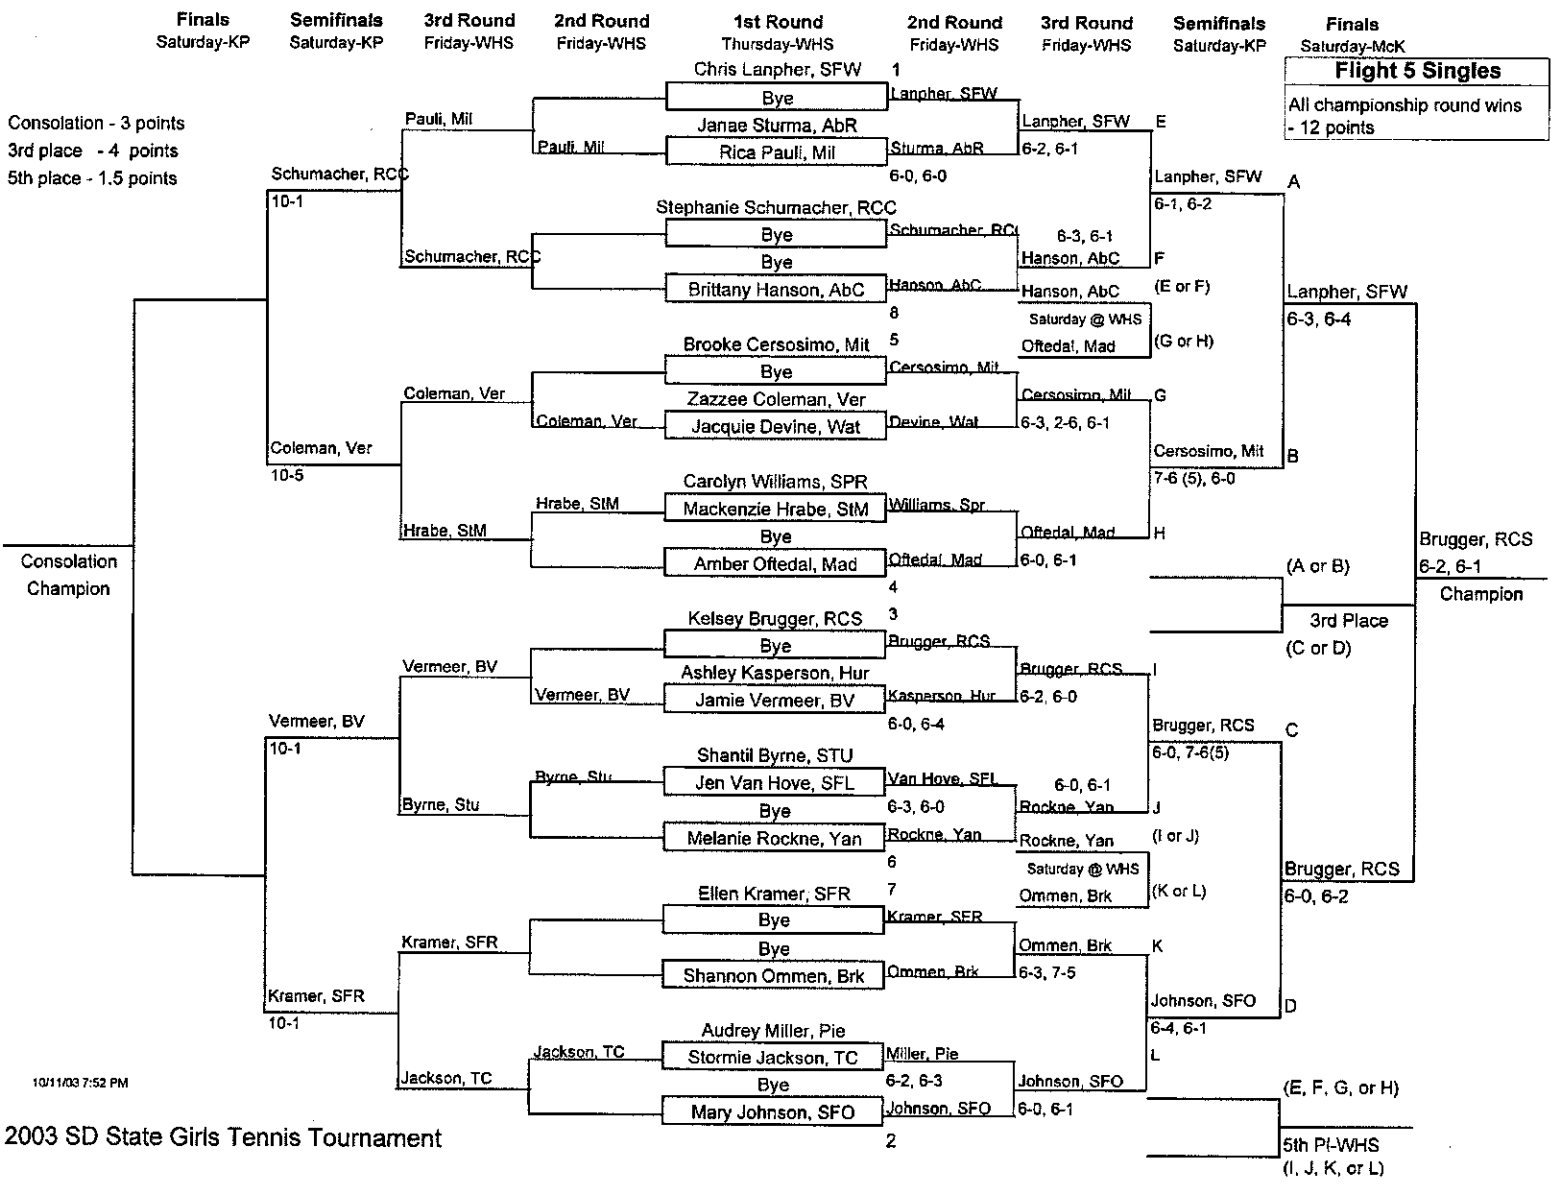 Finals Semifinals 3rd Round 2nd Round 1st Round 2nd Round 3rd Round Semifinals Finals
Saturday-KP Saturday-KP Friday-WHS Friday-WHS Thursday-WHS Friday-WHS Friday-WHS Saturday-KP Saturday-McK
Flight 5 Singles
All championship round wins
- 12 points
Consolation - 3 points
3rd place - 4 points
5th place - 1.5 points
Chris Lanpher, SFW 1
Bye Lanpher, SFW
Pauli, Mil Janae Sturma, AbR Lanpher, SFW E
Pauli, Mil Rica Pauli, Mil Sturma, AbR 6-2, 6-1
6-0, 6-0
Schumacher, RCC Lanpher, SFW A
10-1 6-1, 6-2
Stephanie Schumacher, RCC
Bye Schumacher, RC 6-3, 6-1
Schumacher, RCC Bye Hanson, AbC F
Brittany Hanson, AbC Hanson, AbC Hanson, AbC (E or F) Lanpher, SFW
8 Saturday @ WHS 6-3, 6-4
Brooke Cersosimo, Mit 5 Oftedal, Mad (G or H)
Bye Cersosimo, Mit
Coleman, Ver Zazzee Coleman, Ver Cersosimo, Mit G
Coleman, Ver Jacquie Devine, Wat Devine, Wat 6-3, 2-6, 6-1
Coleman, Ver Cersosimo, Mit B
10-5 7-6 (5), 6-0
Carolyn Williams, SPR
Hrabe, StM Mackenzie Hrabe, StM Williams, Spr
Hrabe, StM Bye Oftedal, Mad H
Amber Oftedal, Mad Oftedal, Mad 6-0, 6-1
4
Consolation
Champion
Brugger, RCS
6-2, 6-1
Champion
(A or B)
3rd Place
(C or D)
Kelsey Brugger, RCS 3
Bye Brugger, RCS
Vermeer, BV Ashley Kasperson, Hur Brugger, RCS I
Vermeer, BV Jamie Vermeer, BV Kasperson, Hur 6-2, 6-0
6-0, 6-4
Vermeer, BV Brugger, RCS C
10-1 6-0, 7-6(5)
Shantil Byrne, STU
Byrne, Stu Jen Van Hove, SFL Van Hove, SFL 6-0, 6-1
6-3, 6-0
Byrne, Stu Bye Rockne, Yan J
Melanie Rockne, Yan Rockne, Yan Rockne, Yan (I or J)
6 Saturday @ WHS Brugger, RCS
Ellen Kramer, SFR 7 Ommen, Brk (K or L) 6-0, 6-2
Bye Kramer, SFR
Kramer, SFR Bye Ommen, Brk K
Shannon Ommen, Brk Ommen, Brk 6-3, 7-5
Kramer, SFR Johnson, SFO D
10-1 6-4, 6-1
Audrey Miller, Pie
Jackson, TC Stormie Jackson, TC Miller, Pie L
6-2, 6-3
Jackson, TC Bye Johnson, SFO
Mary Johnson, SFO Johnson, SFO 6-0, 6-1
2
(E, F, G, or H)
5th Pl-WHS
(I, J, K, or L)
10/11/03 7:52 PM
2003 SD State Girls Tennis Tournament